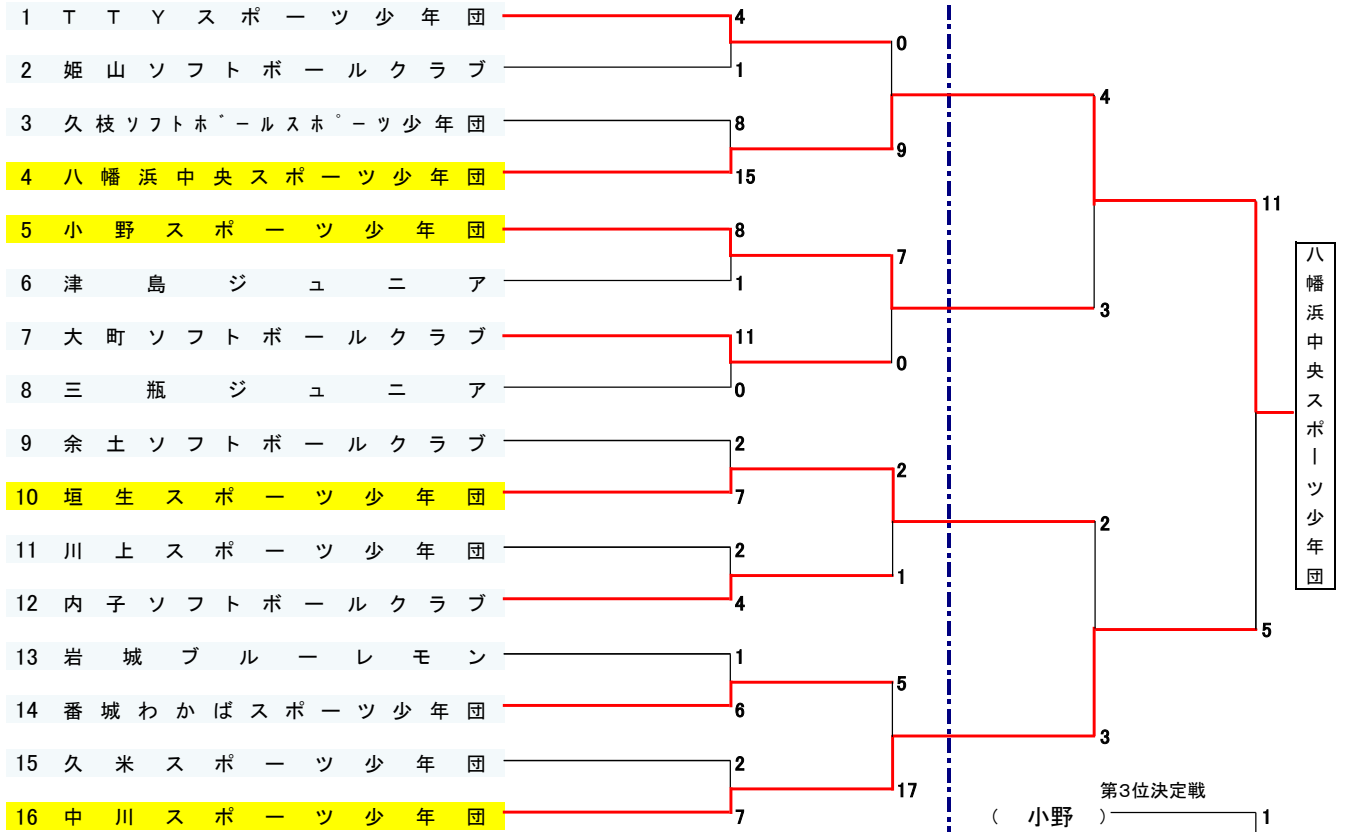 1 TTYスポーツ少年団
4
0
2 姫山ソフトボールクラブ
1
4
3 久枝ソフトボールスポーツ少年団
8
9
4 八幡浜中央スポーツ少年団
15
11
5 小野スポーツ少年団
8
7
6 津島ジュニア
1
3
7 大町ソフトボールクラブ
11
0
8 三瓶ジュニア
0
八幡浜中央スポーツ少年団
9 余土ソフトボールクラブ
2
2
10 垣生スポーツ少年団
7
2
11 川上スポーツ少年団
2
1
12 内子ソフトボールクラブ
4
5
13 岩城ブルーレモン
1
5
14 番城わかばスポーツ少年団
6
3
15 久米スポーツ少年団
2
17
16 中川スポーツ少年団
7
第3位決定戦
( 小野 )
1